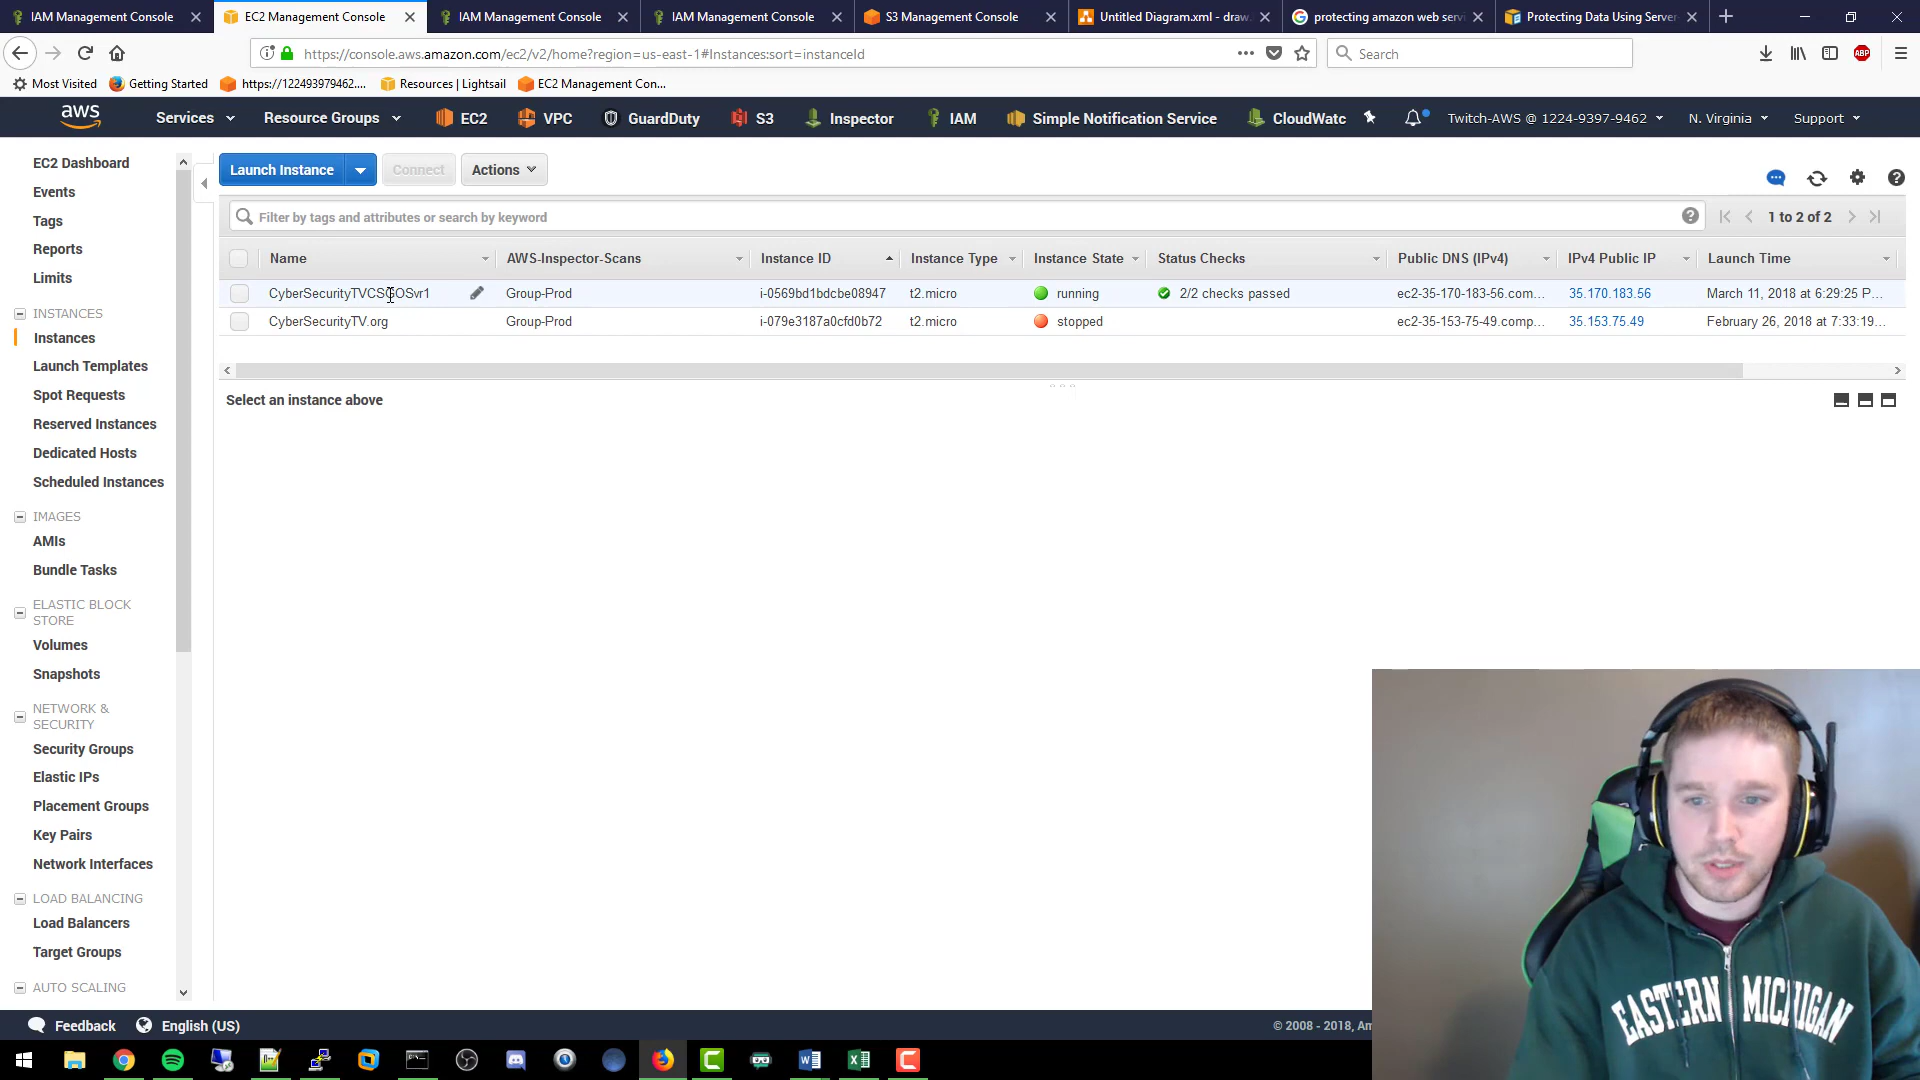 IAM Management Console
EC2 Management Console
IAM Management Console
IAM Management Console
S3 Management Console
Untitled Diagram.xml - draw.
protecting amazon web servi
Protecting Data Using Server-
https://console.aws.amazon.com/ec2/v2/home?region=us-east-1#Instances:sort=instanceId
Search
ABP
Most Visited
Getting Started
https://122493979462....
Resources | Lightsail
EC2 Management Con...
aws
Services
Resource Groups
EC2
VPC
GuardDuty
S3
Inspector
IAM
Simple Notification Service
CloudWatc
Twitch-AWS @ 1224-9397-9462
N. Virginia
Support
EC2 Dashboard
Events
Tags
Reports
Limits
INSTANCES
Instances
Launch Templates
Spot Requests
Reserved Instances
Dedicated Hosts
Scheduled Instances
IMAGES
AMIs
Bundle Tasks
ELASTIC BLOCK
STORE
Volumes
Snapshots
NETWORK &
SECURITY
Security Groups
Elastic IPs
Placement Groups
Key Pairs
Network Interfaces
LOAD BALANCING
Load Balancers
Target Groups
AUTO SCALING
Launch Instance
Connect
Actions
Filter by tags and attributes or search by keyword
1 to 2 of 2
Name AWS-Inspector-Scans Instance ID Instance Type Instance State Status Checks Public DNS (IPv4) IPv4 Public IP Launch Time
CyberSecurityTVCSGOSvr1 Group-Prod i-0569bd1bdcbe08947 t2.micro running 2/2 checks passed ec2-35-170-183-56.com... 35.170.183.56 March 11, 2018 at 6:29:25 P...
CyberSecurityTV.org Group-Prod i-079e3187a0cfd0b72 t2.micro stopped ec2-35-153-75-49.comp... 35.153.75.49 February 26, 2018 at 7:33:19...
Select an instance above
EASTERN MICHIGAN
Feedback
English (US)
© 2008 - 2018, Am